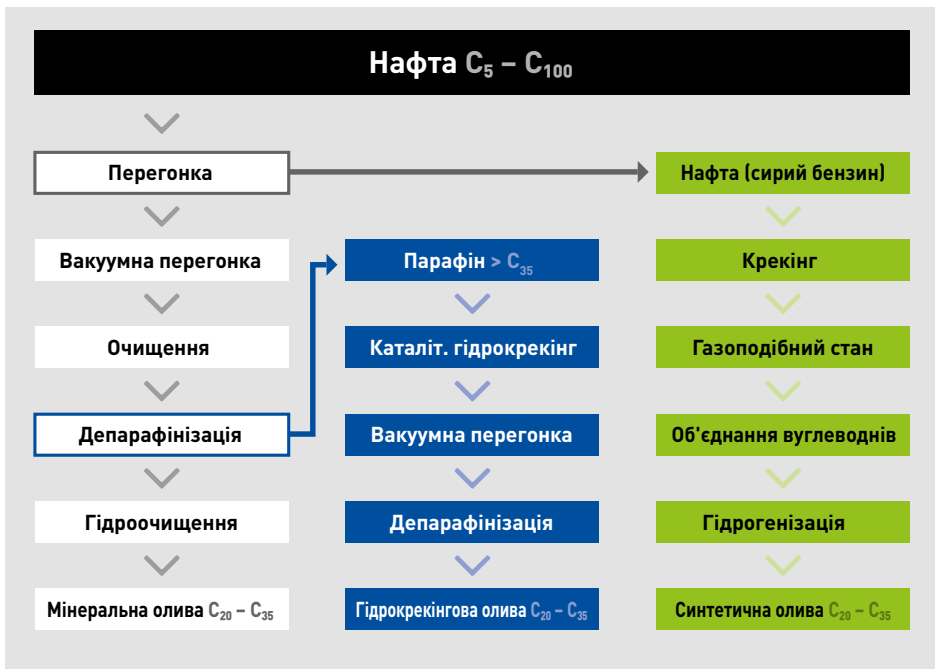 Нафта C₅ – C₁₀₀
Перегонка
Нафта (сирий бензин)
Вакуумна перегонка
Парафін > C₃₅
Крекінг
Очищення
Каталіт. гідрокрекінг
Газоподібний стан
Депарафінізація
Вакуумна перегонка
Об'єднання вуглеводнів
Гідроочищення
Депарафінізація
Гідрогенізація
Мінеральна олива C₂₀ – C₃₅
Гідрокрекінгова олива C₂₀ – C₃₅
Синтетична олива C₂₀ – C₃₅